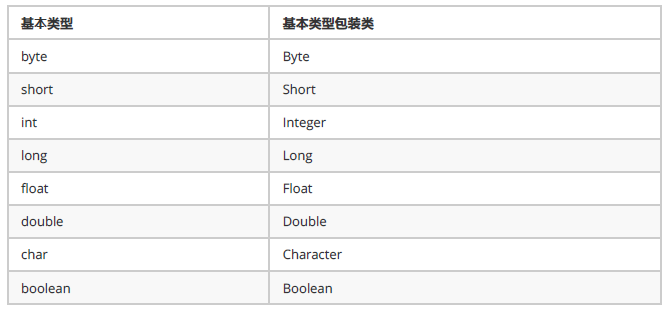 基本类型 基本类型包装类
byte Byte
short Short
int Integer
long Long
float Float
double Double
char Character
boolean Boolean